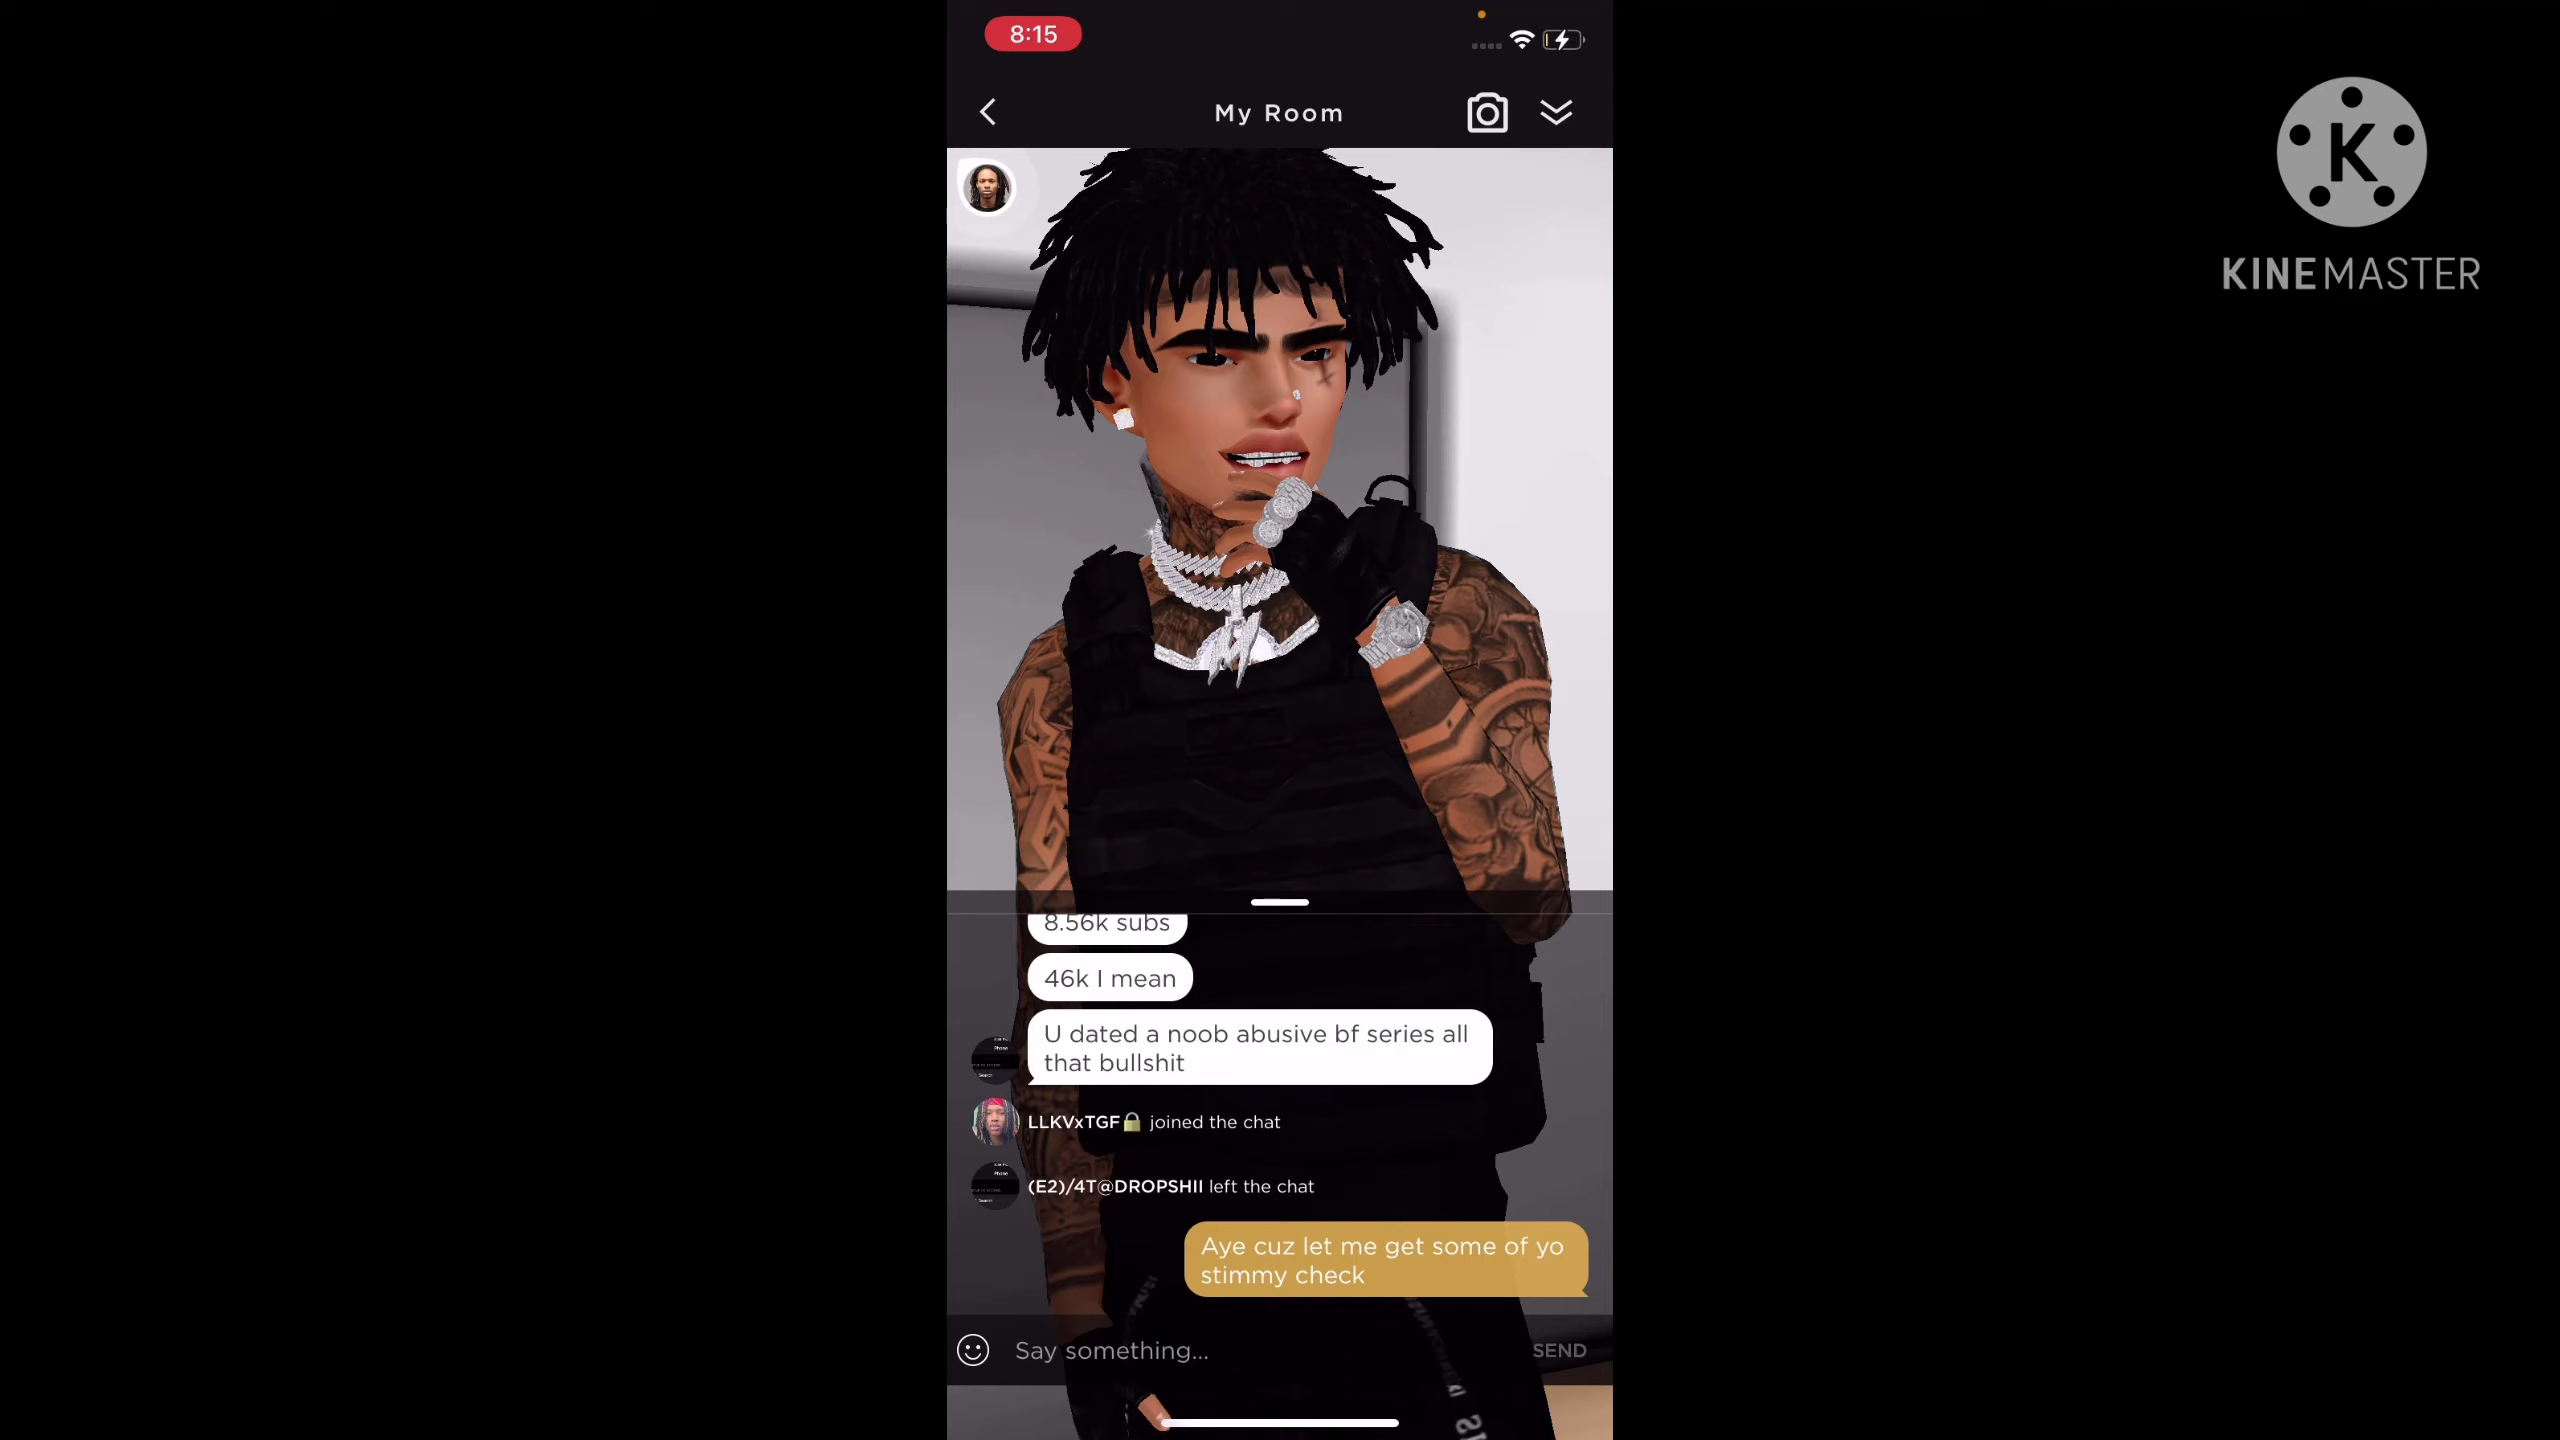 8:15
My Room
K
KINEMASTER
8.56k subs
46k I mean
U dated a noob abusive bf series all
that bullshit
LLKVxTGF🔒 joined the chat
(E2)/4T@DROPSHII left the chat
Aye cuz let me get some of yo
stimmy check
Say something...
SEND